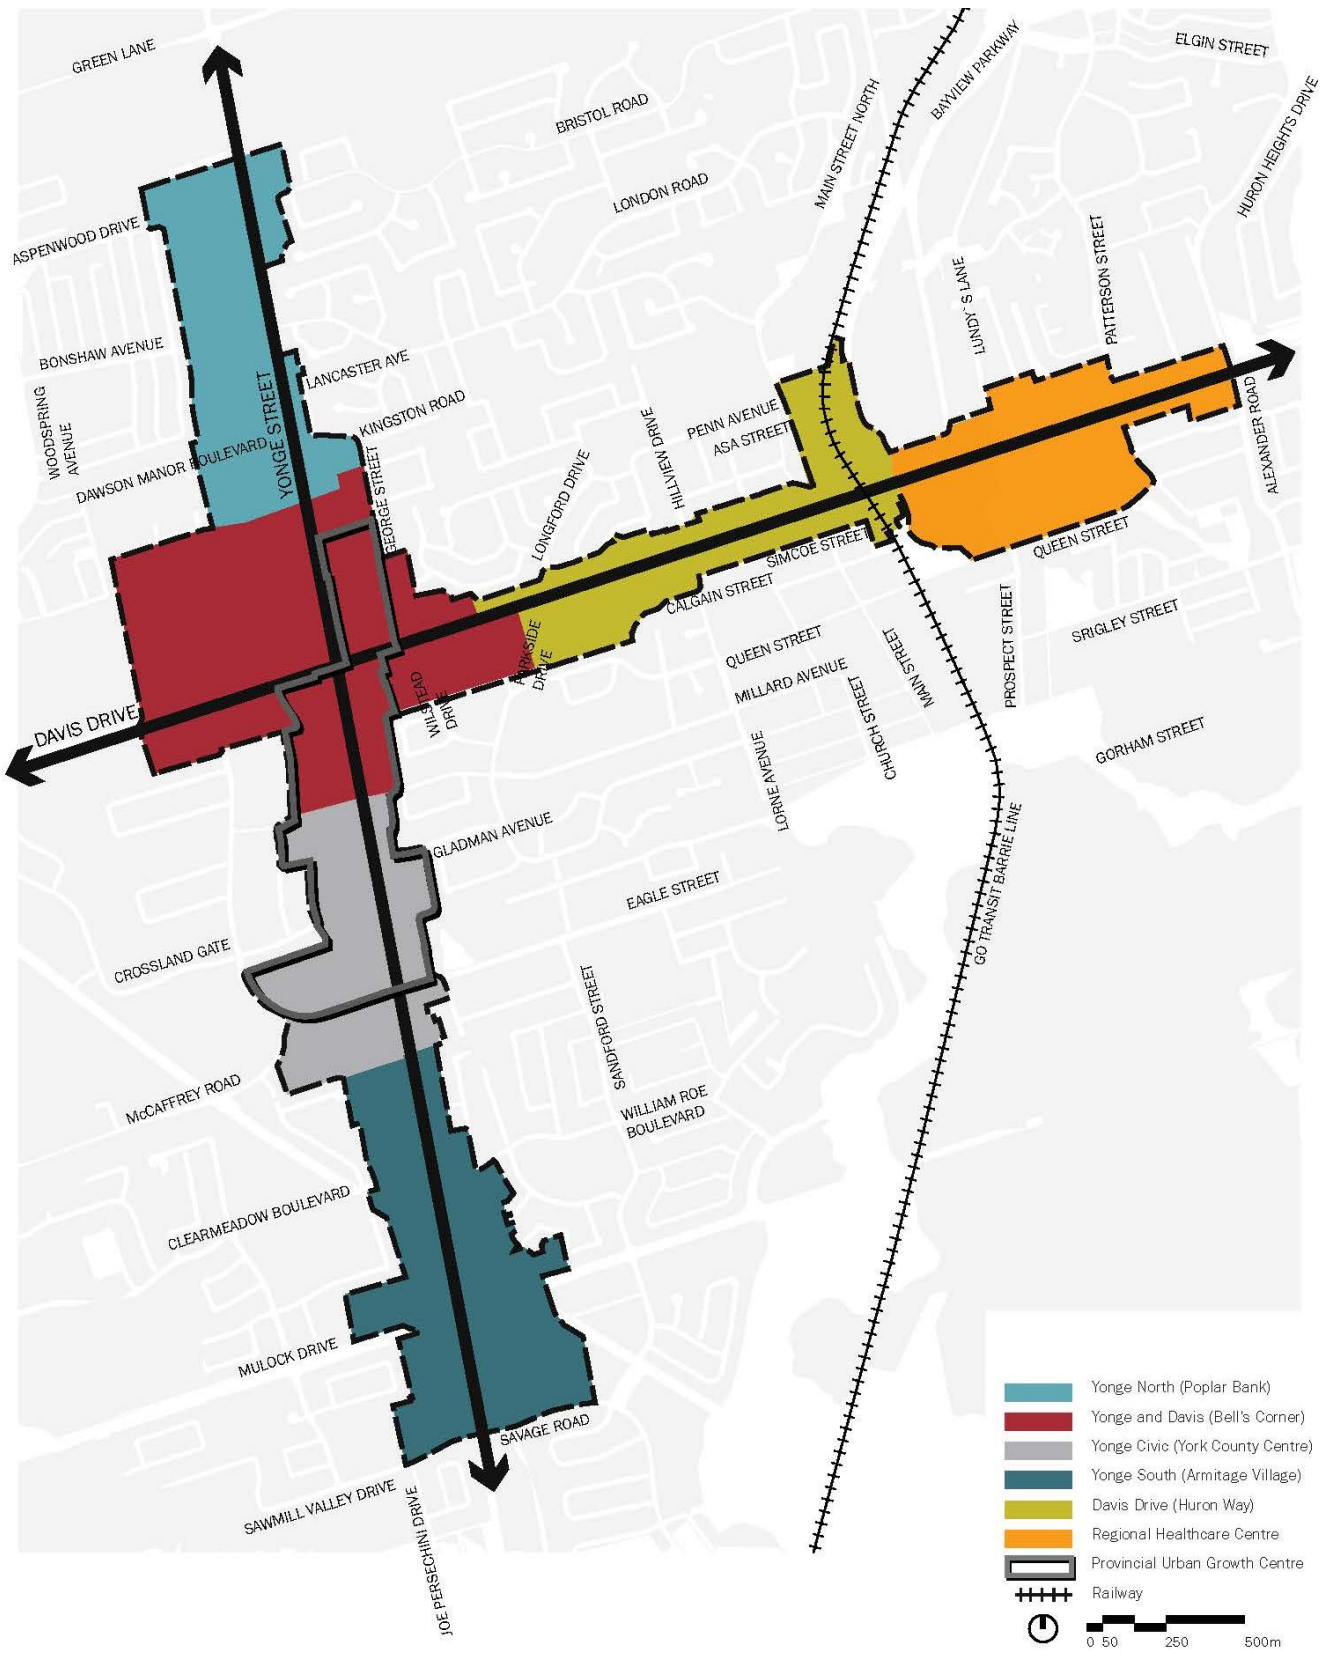 GREEN LANE
ELGIN STREET
BAYVIEW PARKWAY
BRISTOL ROAD
MAIN STREET NORTH
HURON HEIGHTS DRIVE
LONDON ROAD
ASPENWOOD DRIVE
PATTERSON STREET
LUNDY'S LANE
BONSHAW AVENUE
LANCASTER AVE
YONGE STREET
WOODSPRING
AVENUE
KINGSTON ROAD
PENN AVENUE
ASA STREET
HILLVIEW DRIVE
ALEXANDER ROAD
DAWSON MANOR BOULEVARD
GEORGE STREET
LONGFORD DRIVE
SIMCOE STREET
QUEEN STREET
CALGAIN STREET
PROSPECT STREET
SRIGLEY STREET
QUEEN STREET
PARKSIDE
DRIVE
MILLARD AVENUE
MAIN STREET
CHURCH STREET
WILSTEAD
DRIVE
DAVIS DRIVE
GORHAM STREET
LORNE AVENUE
GLADMAN AVENUE
EAGLE STREET
GO TRANSIT BARRIE LINE
CROSSLAND GATE
SANDFORD STREET
McCAFFREY ROAD
WILLIAM ROE
BOULEVARD
CLEARMEADOW BOULEVARD
MULOCK DRIVE
SAVAGE ROAD
SAWMILL VALLEY DRIVE
JOE PERSECHINI DRIVE
Yonge North (Poplar Bank)
Yonge and Davis (Bell's Corner)
Yonge Civic (York County Centre)
Yonge South (Armitage Village)
Davis Drive (Huron Way)
Regional Healthcare Centre
Provincial Urban Growth Centre
Railway
0 50 250 500m